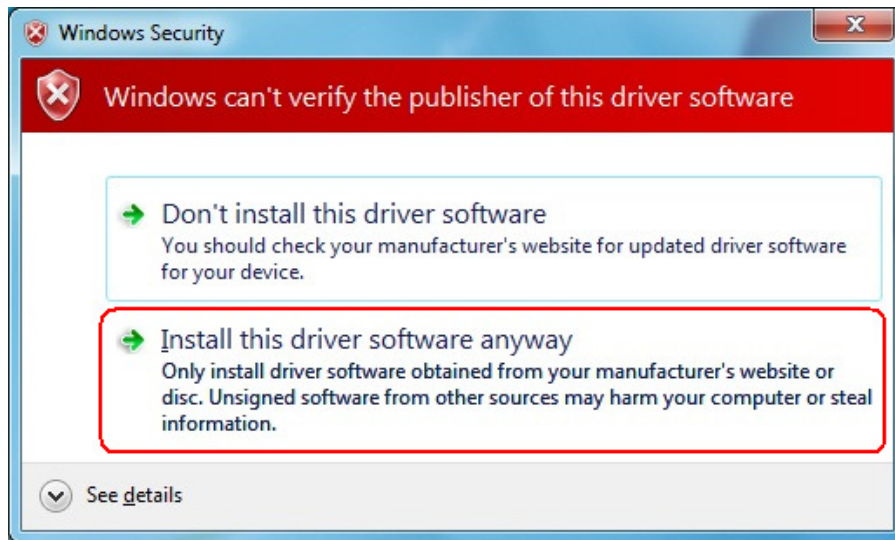 Windows Security
Windows can't verify the publisher of this driver software
Don't install this driver software
You should check your manufacturer's website for updated driver software
for your device.
Install this driver software anyway
Only install driver software obtained from your manufacturer's website or
disc. Unsigned software from other sources may harm your computer or steal
information.
See details